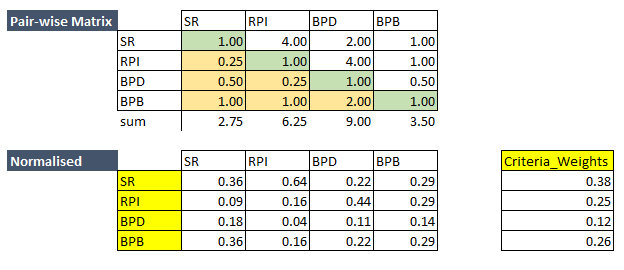 Pair-wise Matrix SR RPI BPD BPB
SR 1.00 4.00 2.00 1.00
RPI 0.25 1.00 4.00 1.00
BPD 0.50 0.25 1.00 0.50
BPB 1.00 1.00 2.00 1.00
sum 2.75 6.25 9.00 3.50
Normalised SR RPI BPD BPB Criteria_Weights
SR 0.36 0.64 0.22 0.29 0.38
RPI 0.09 0.16 0.44 0.29 0.25
BPD 0.18 0.04 0.11 0.14 0.12
BPB 0.36 0.16 0.22 0.29 0.26